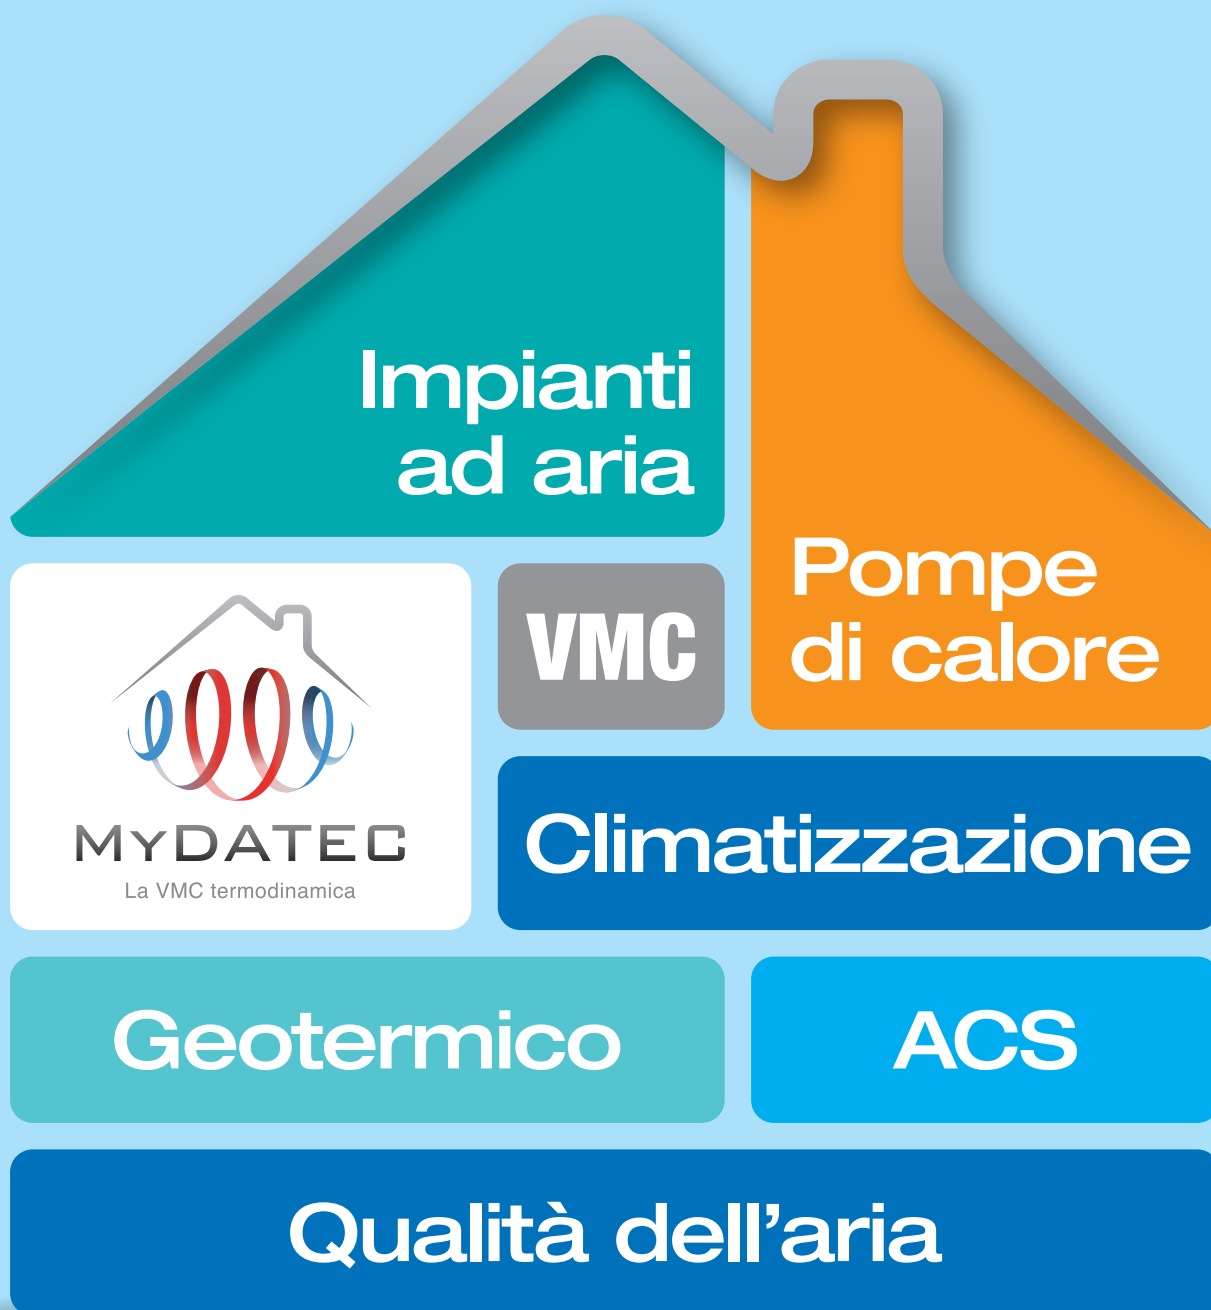 Impianti
ad aria
Pompe
di calore
VMC
MYDATEC
La VMC termodinamica
Climatizzazione
Geotermico
ACS
Qualità dell’aria